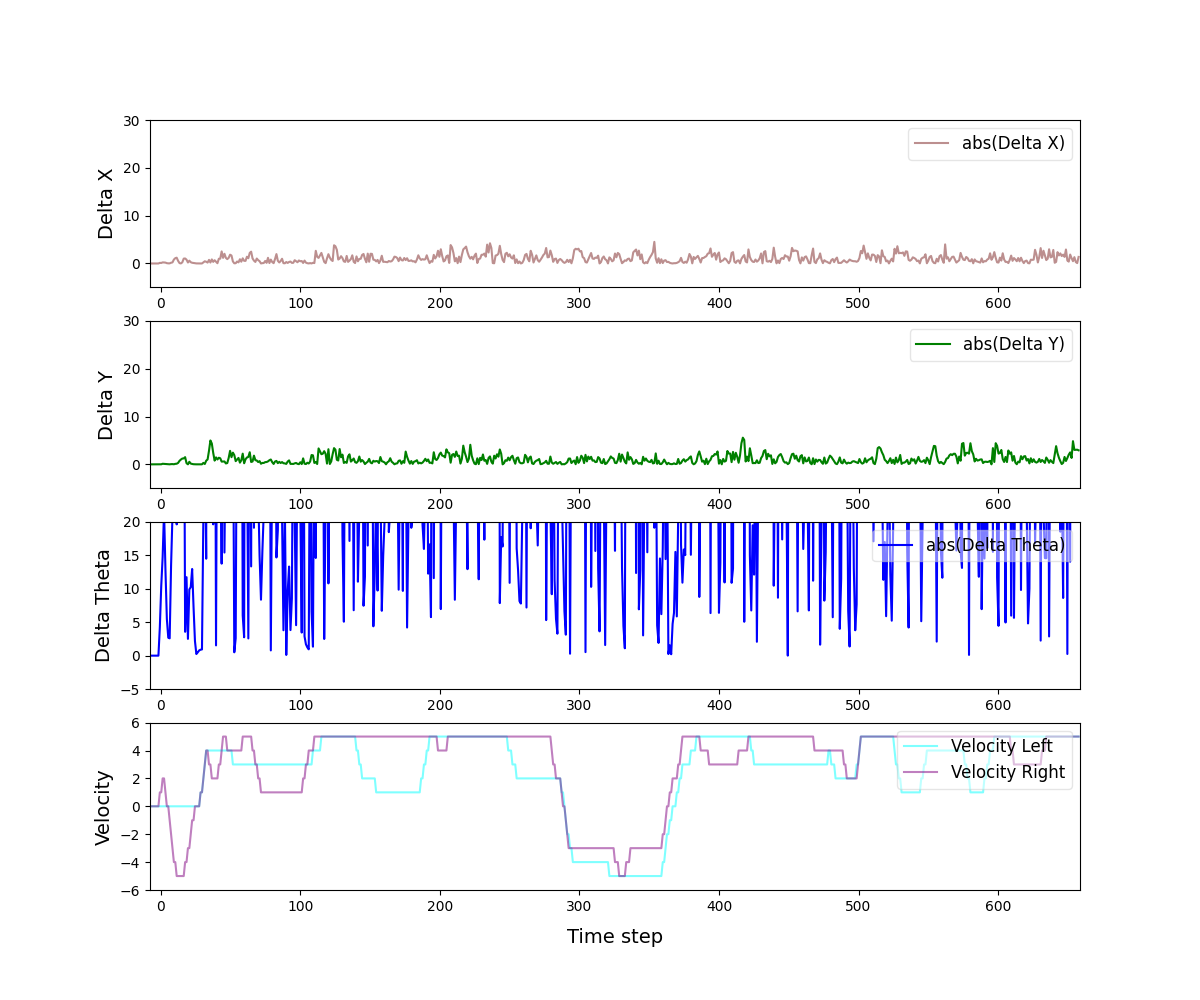 30
20
10
0
Delta X
abs(Delta X)
0 100 200 300 400 500 600
30
20
10
0
Delta Y
abs(Delta Y)
0 100 200 300 400 500 600
20
15
10
5
0
−5
Delta Theta
abs(Delta Theta)
0 100 200 300 400 500 600
6
4
2
0
−2
−4
−6
Velocity
Velocity Left
Velocity Right
0 100 200 300 400 500 600
Time step